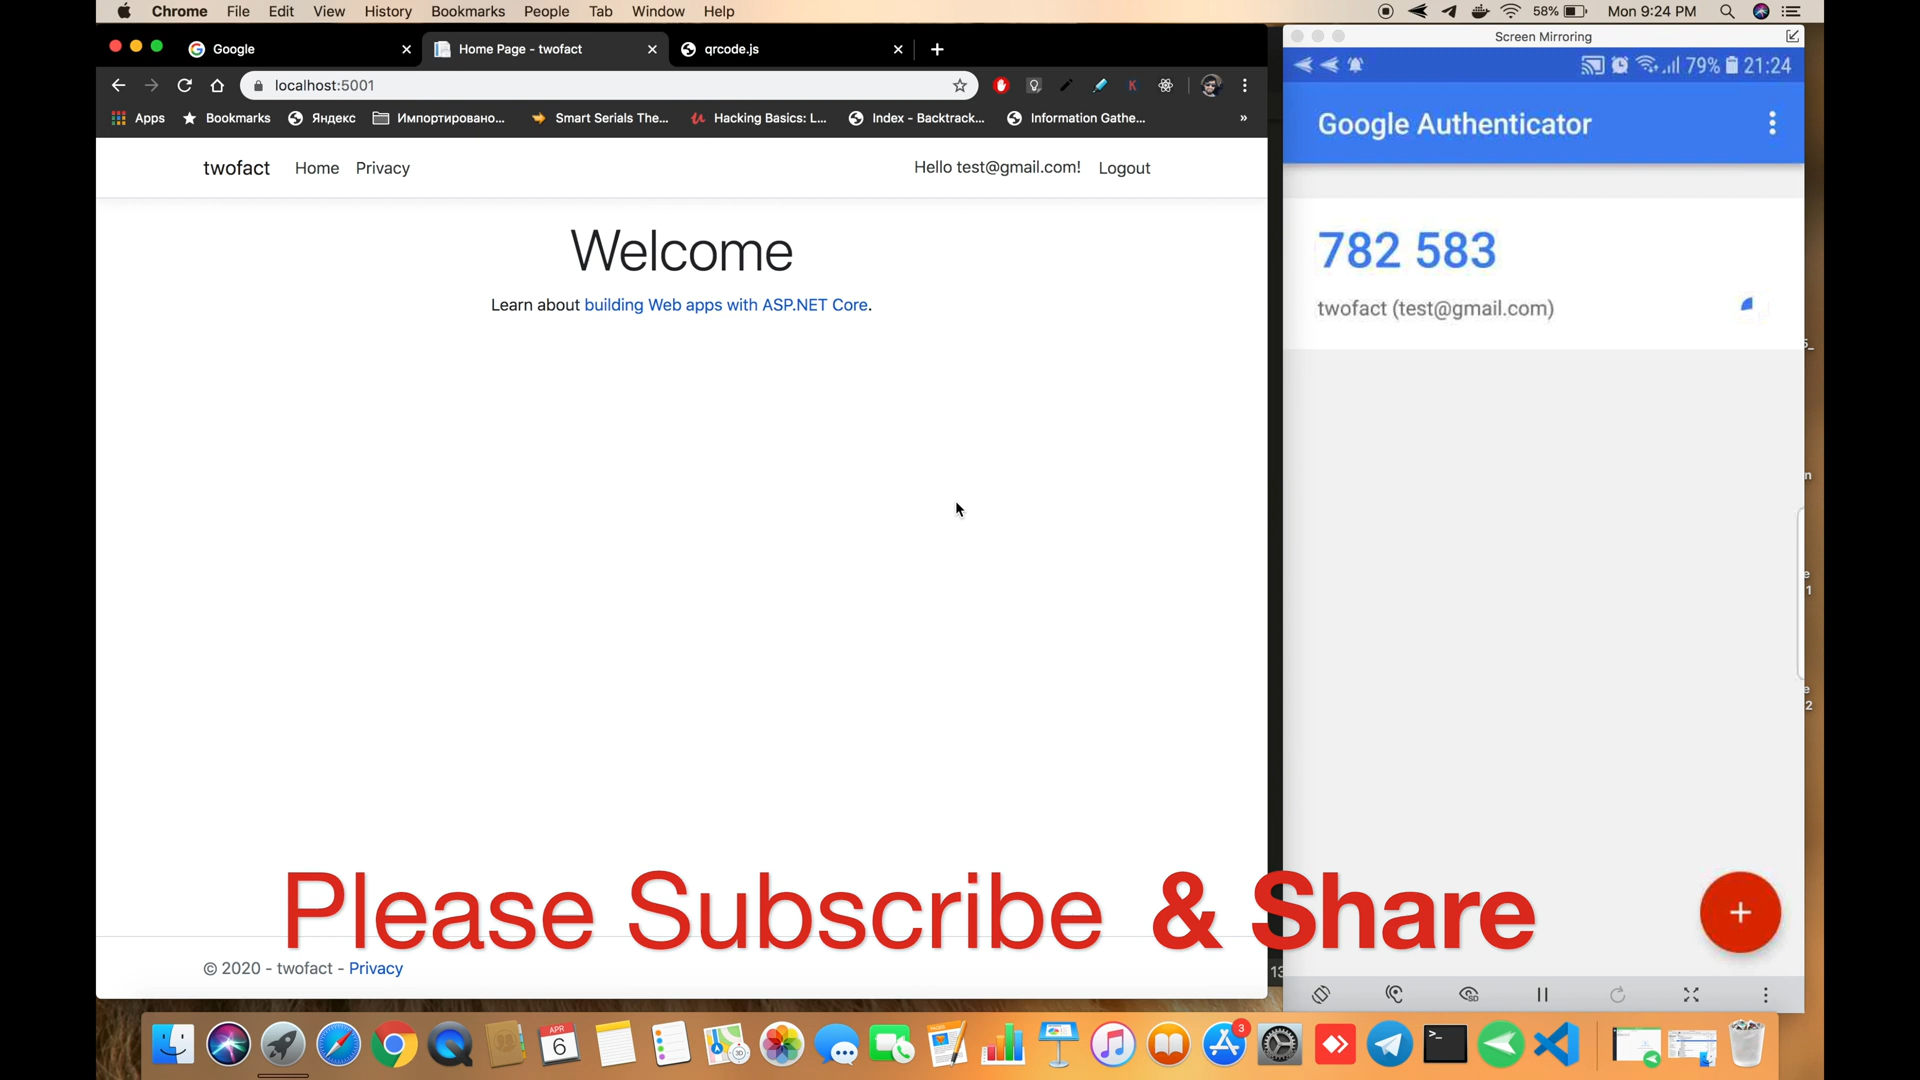 Chrome File Edit View History Bookmarks People Tab Window Help
58% Mon 9:24 PM
Google
Home Page - twofact
qrcode.js
localhost:5001
Apps
Bookmarks
Яндекс
Импортировано...
Smart Serials The...
Hacking Basics: L...
Index - Backtrack...
Information Gathe...
»
twofact Home Privacy
Hello test@gmail.com! Logout
Welcome
Learn about building Web apps with ASP.NET Core.
© 2020 - twofact - Privacy
Screen Mirroring
79% 21:24
Google Authenticator
782 583
twofact (test@gmail.com)
+
Please Subscribe & Share
APR
6
3